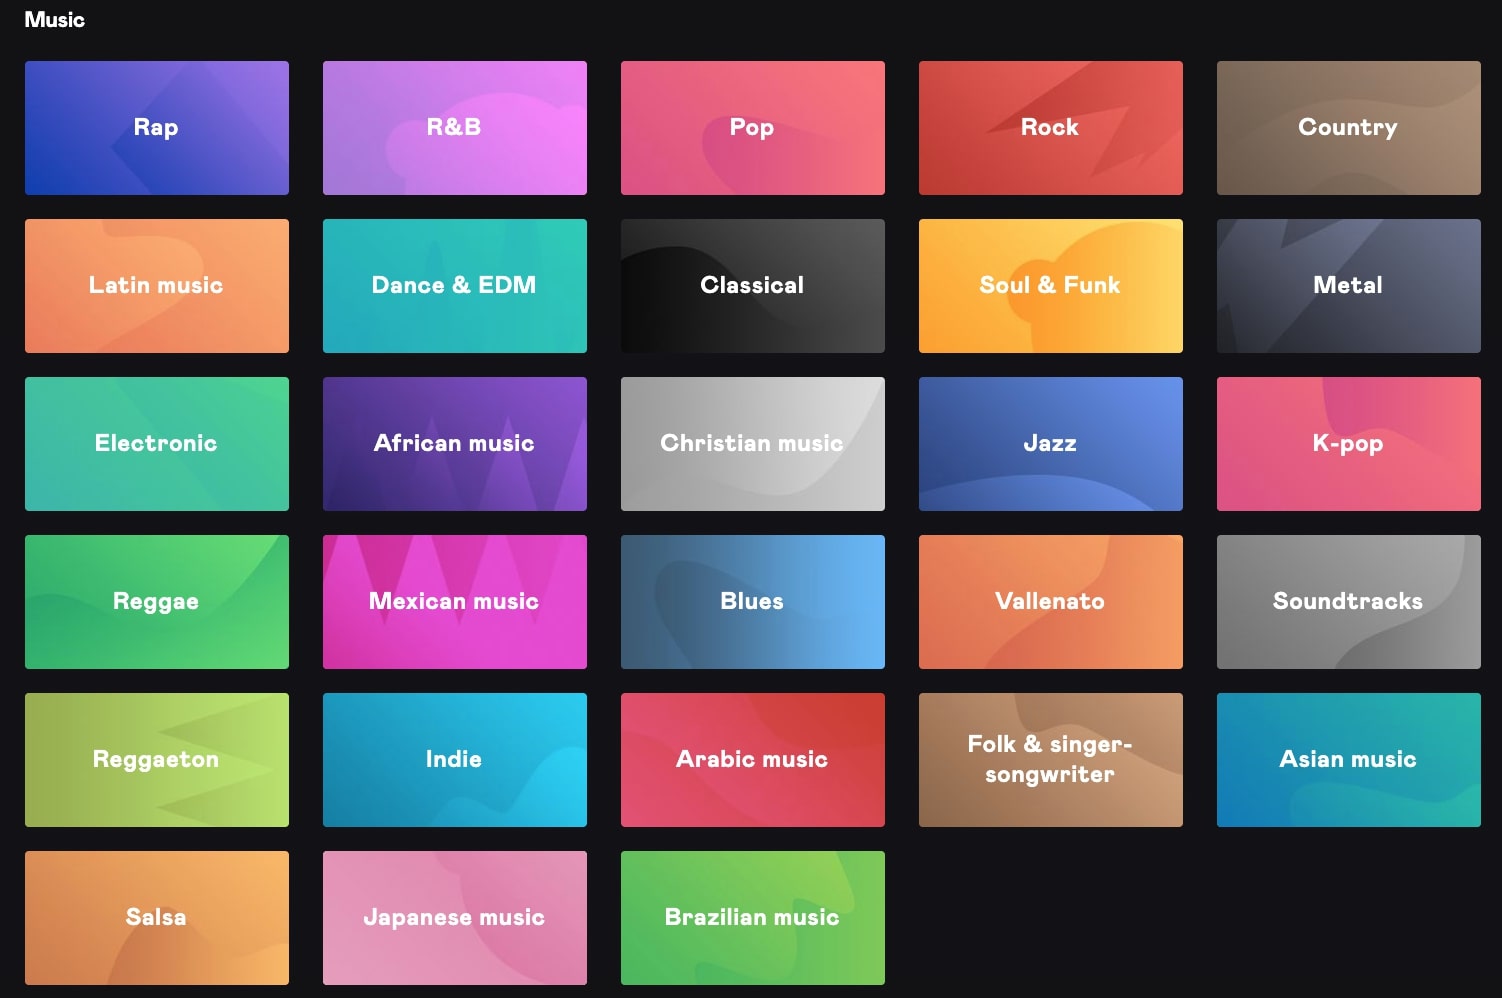 Music
Rap
R&B
Pop
Rock
Country
Latin music
Dance & EDM
Classical
Soul & Funk
Metal
Electronic
African music
Christian music
Jazz
K-pop
Reggae
Mexican music
Blues
Vallenato
Soundtracks
Reggaeton
Indie
Arabic music
Folk & singer-
songwriter
Asian music
Salsa
Japanese music
Brazilian music